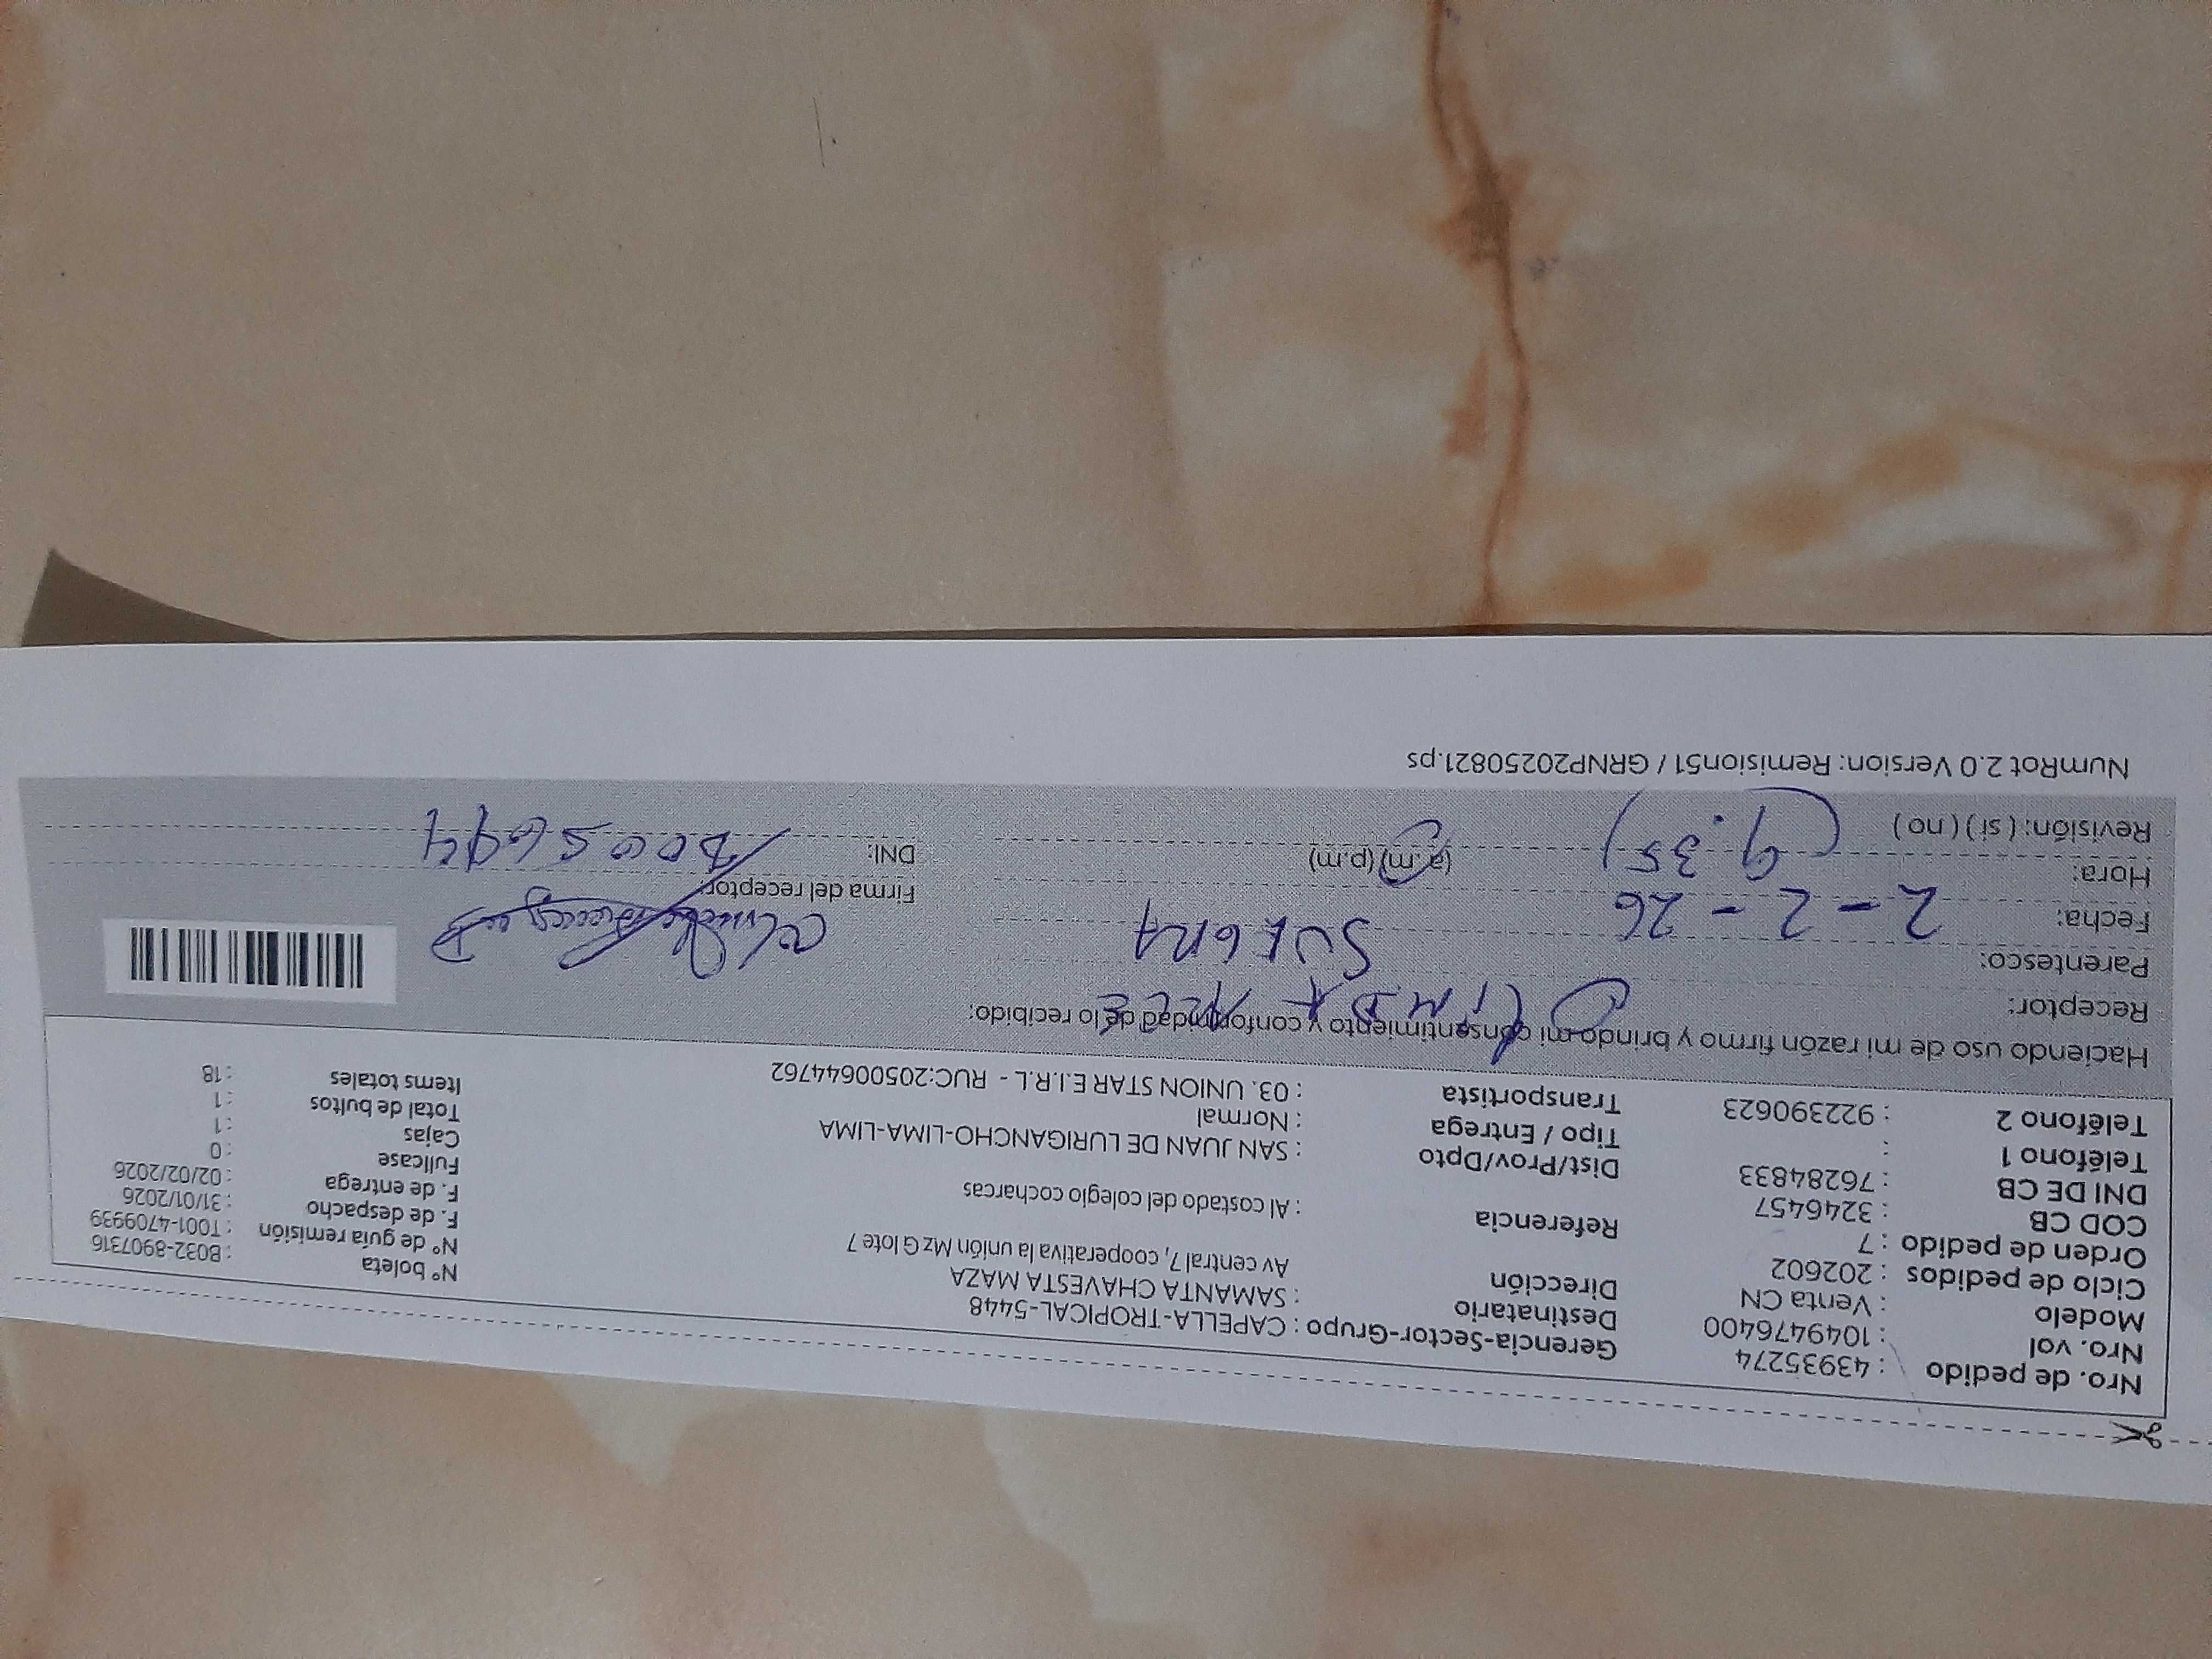 Nro. de pedido : 43935274
Nro. vol : 1049476400
Modelo : Venta CN
Ciclo de pedidos : 202602
Orden de pedido : 7
COD CB : 3246457
DNI DE CB : 76284833
Teléfono 1 :
Teléfono 2 : 922390623
Gerencia-Sector-Grupo : CAPELLA-TROPICAL-5448
Destinatario : SAMANTA CHAVESTA MAZA
Dirección Av central 7, cooperativa la unión Mz G lote 7
Referencia : Al costado del colegio cocharcas
Dist/Prov/Dpto : SAN JUAN DE LURIGANCHO-LIMA-LIMA
Tipo / Entrega : Normal
Transportista : 03. UNION STAR E.I.R.L - RUC:20500644762
N° boleta : B032-8907316
N° de guía remisión : T001-4709939
F. de despacho : 31/01/2026
F. de entrega : 02/02/2026
Fullcase : 0
Cajas : 1
Total de bultos : 1
Items totales : 18
Haciendo uso de mi razón firmo y brindo mi consentimiento y conformidad de lo recibido:
Receptor:
Parentesco: SUEGRA
Fecha: 2-2-26
Hora: (9.35) (a.m) (p.m)
Revisión: ( si ) ( no )
Firma del receptor:
DNI:
NumRot 2.0 Version: Remision51 / GRNP20250821.ps